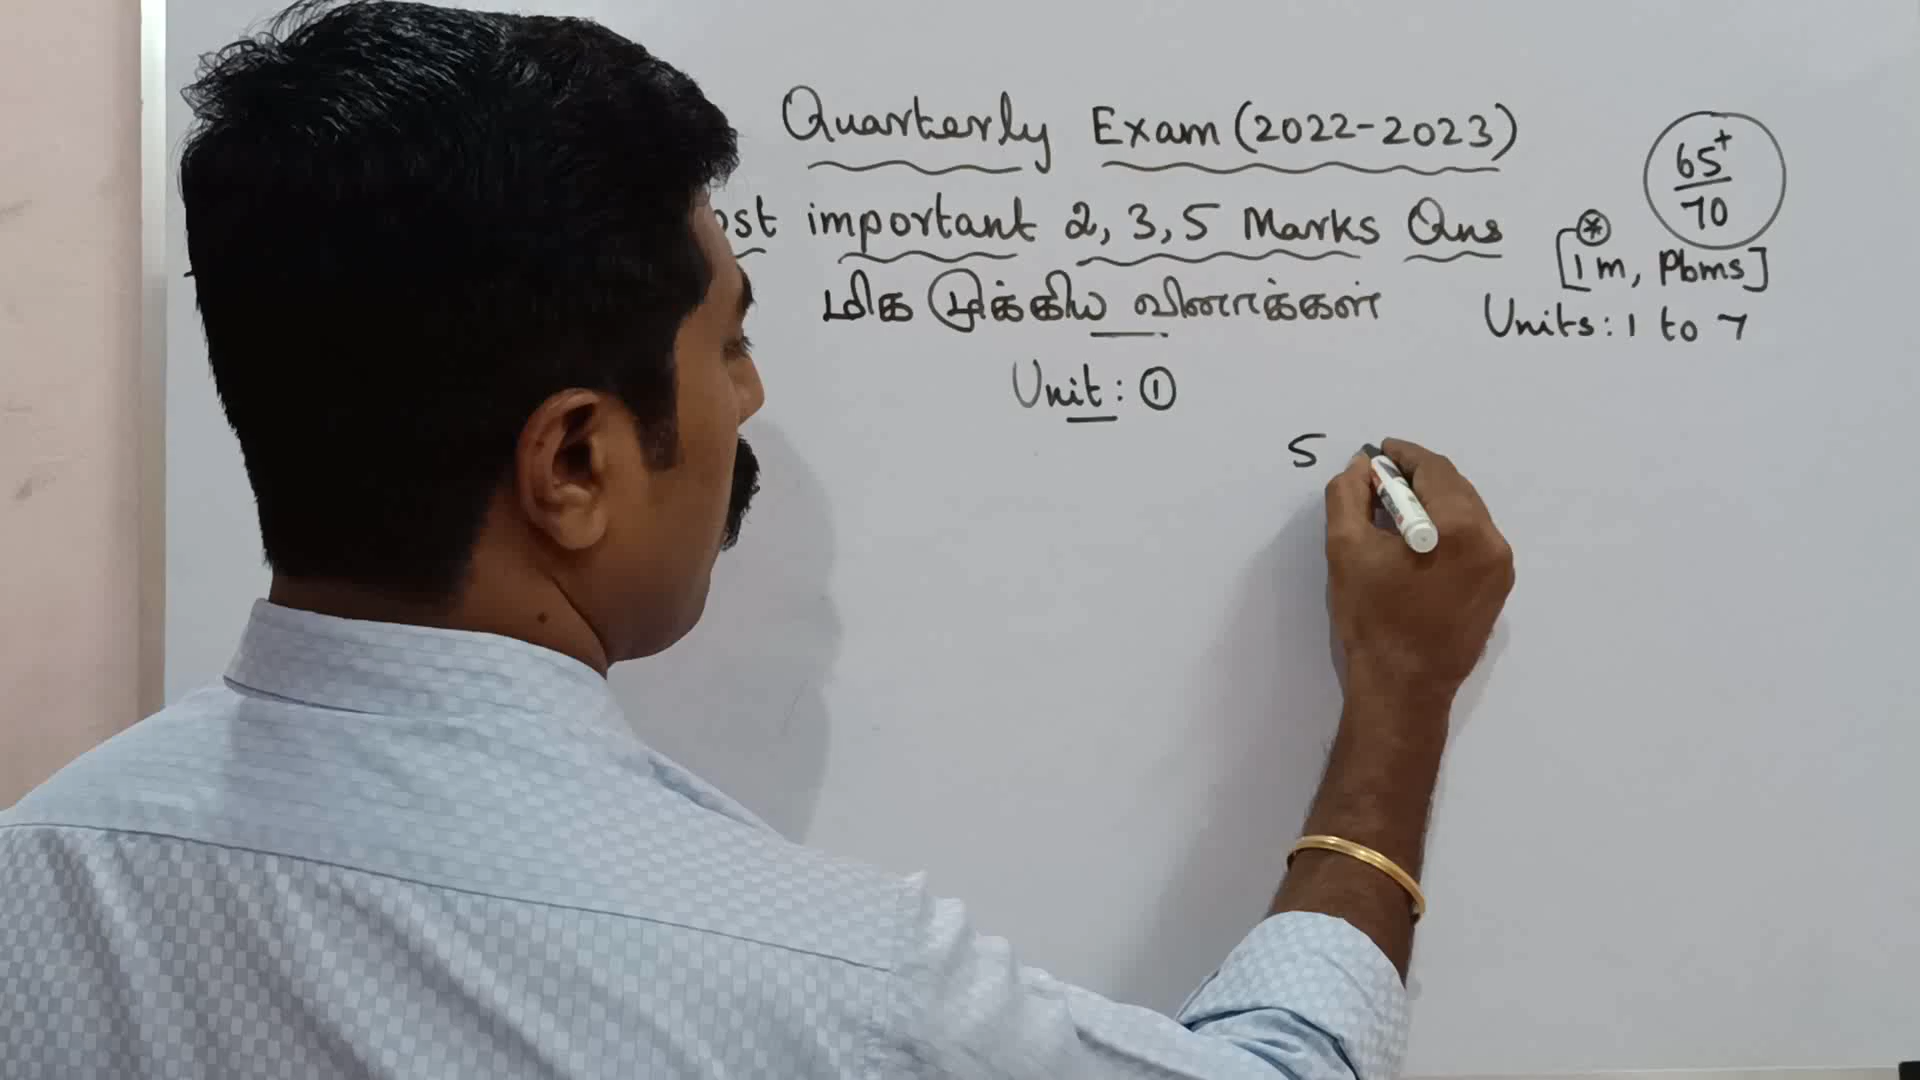 Quarterly Exam (2022-2023)
65+
70
important 2, 3, 5 Marks Qns
[1m, Pbms]
மிக முக்கிய வினாக்கள்
Units: 1 to 7
Unit: ①
5